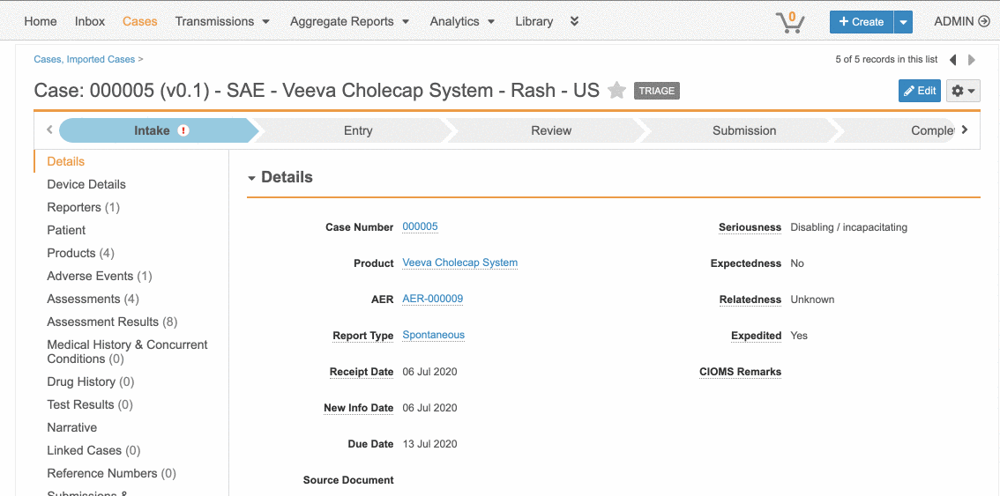 Home Inbox Cases Transmissions Aggregate Reports Analytics Library 0 + Create ADMIN
Cases, Imported Cases > 5 of 5 records in this list
Case: 000005 (v0.1) - SAE - Veeva Cholecap System - Rash - US TRIAGE Edit
Intake ! Entry Review Submission Comple
Details
Device Details
Reporters (1)
Patient
Products (4)
Adverse Events (1)
Assessments (4)
Assessment Results (8)
Medical History & Concurrent
Conditions (0)
Drug History (0)
Test Results (0)
Narrative
Linked Cases (0)
Reference Numbers (0)
Submissions &
Details
Case Number 000005
Product Veeva Cholecap System
AER AER-000009
Report Type Spontaneous
Receipt Date 06 Jul 2020
New Info Date 06 Jul 2020
Due Date 13 Jul 2020
Source Document
Seriousness Disabling / incapacitating
Expectedness No
Relatedness Unknown
Expedited Yes
CIOMS Remarks